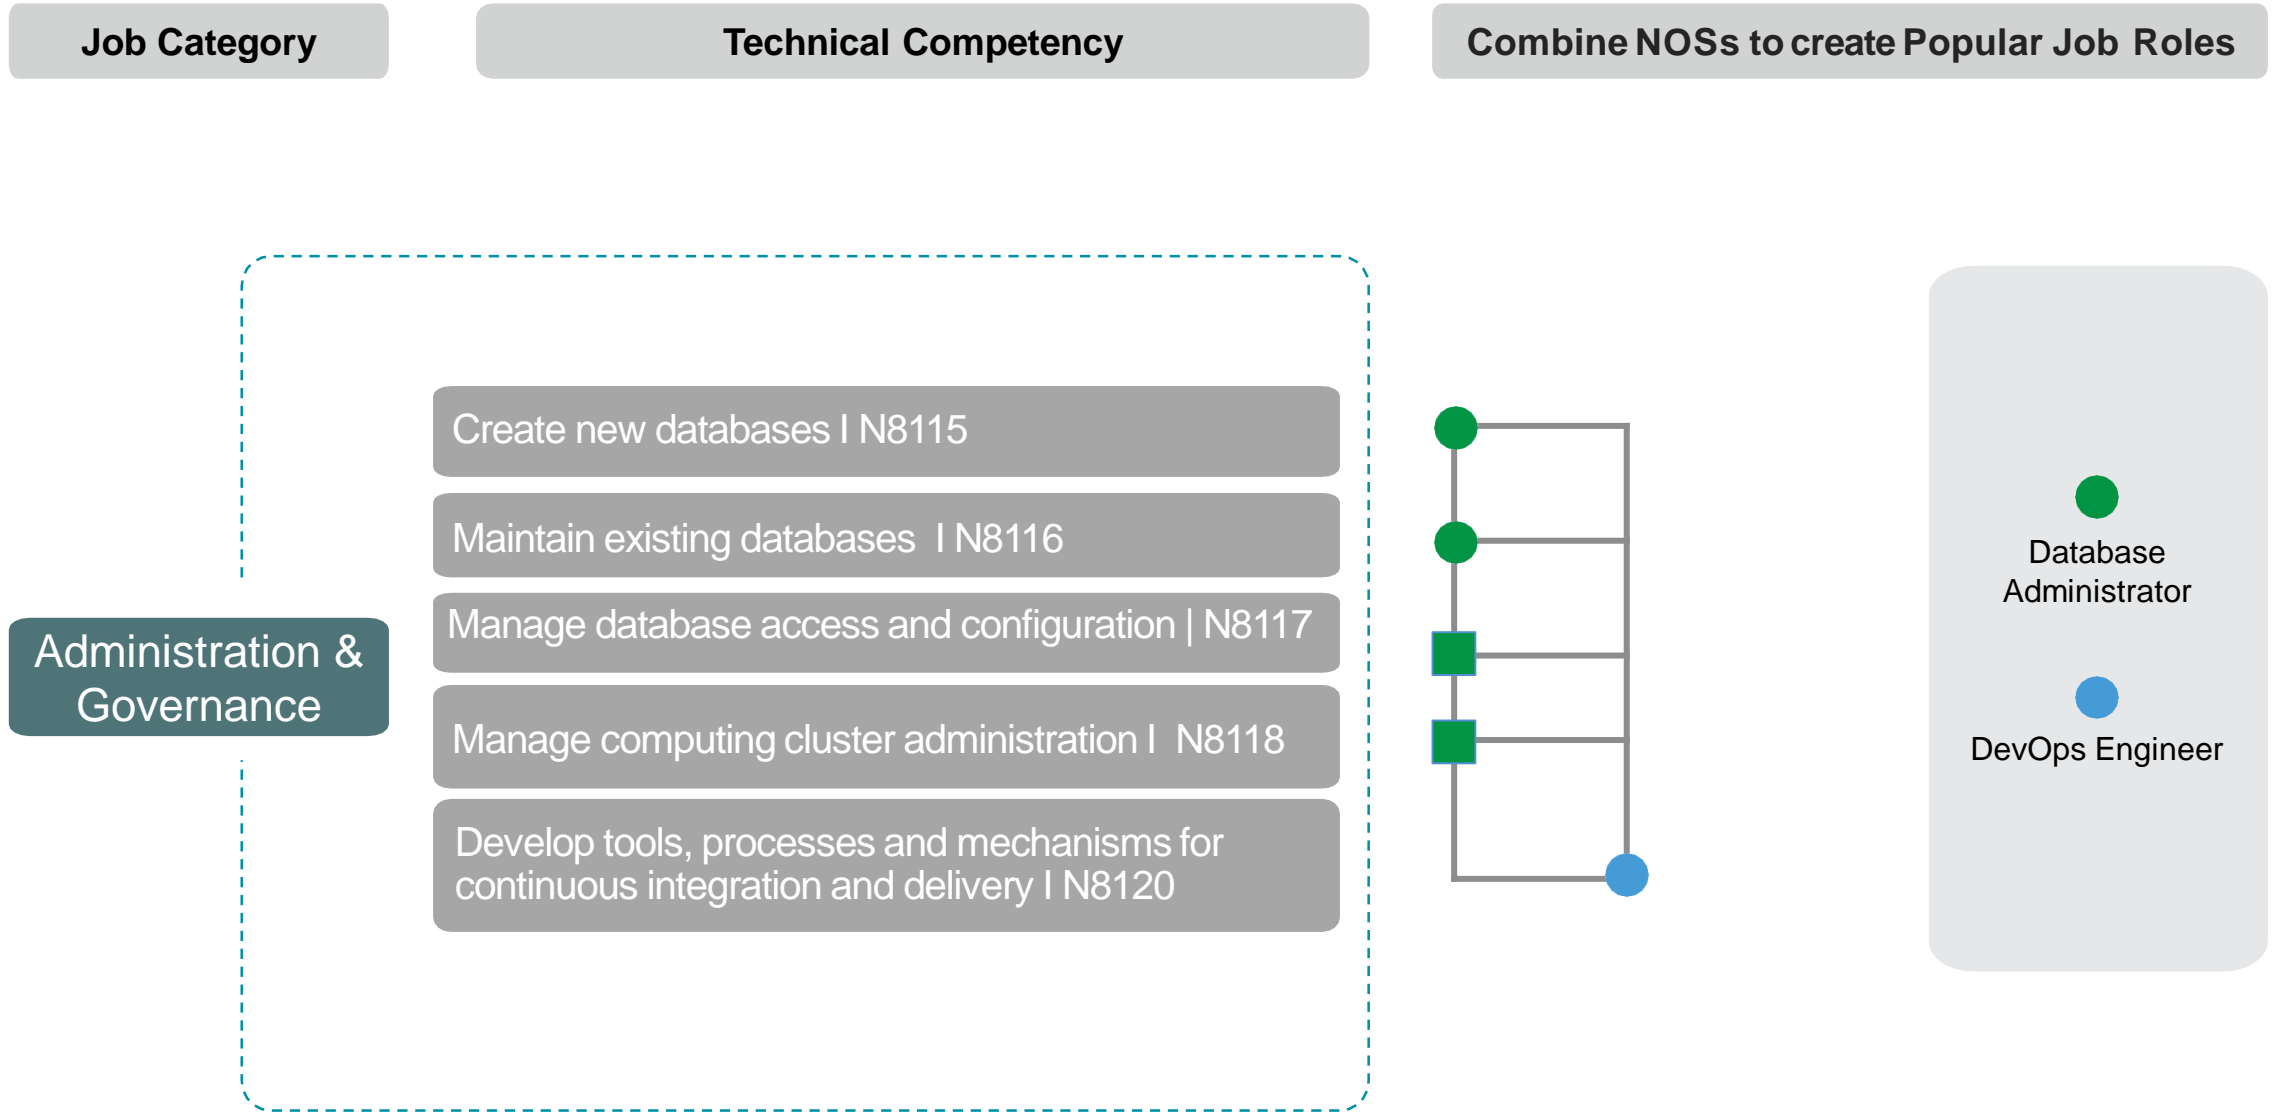 Job Category
Technical Competency
Combine NOSs to create Popular Job Roles
Create new databases I N8115
Maintain existing databases I N8116
Manage database access and configuration | N8117
Manage computing cluster administration I N8118
Develop tools, processes and mechanisms for
continuous integration and delivery I N8120
Administration &
Governance
Database
Administrator
DevOps Engineer